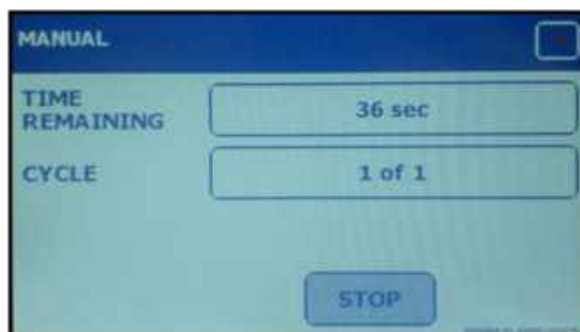 MANUAL
TIME
REMAINING
36 sec
CYCLE
1 of 1
STOP